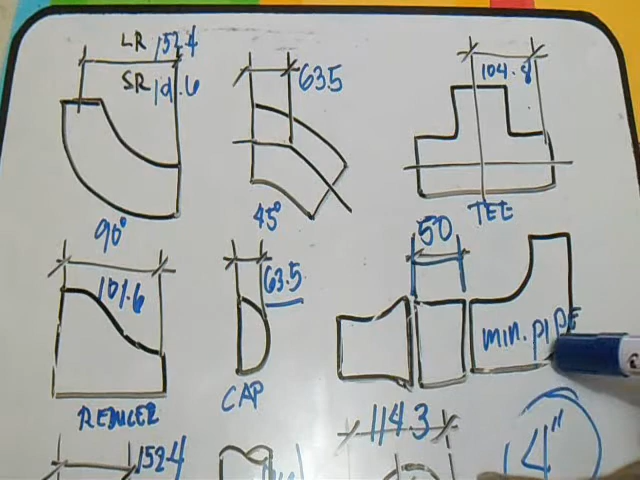 LR 152.4
SR 101.6
90°
63.5
45°
104.8
TEE
101.6
REDUCER
63.5
CAP
50
min. PIPE
114.3
4"
152.4